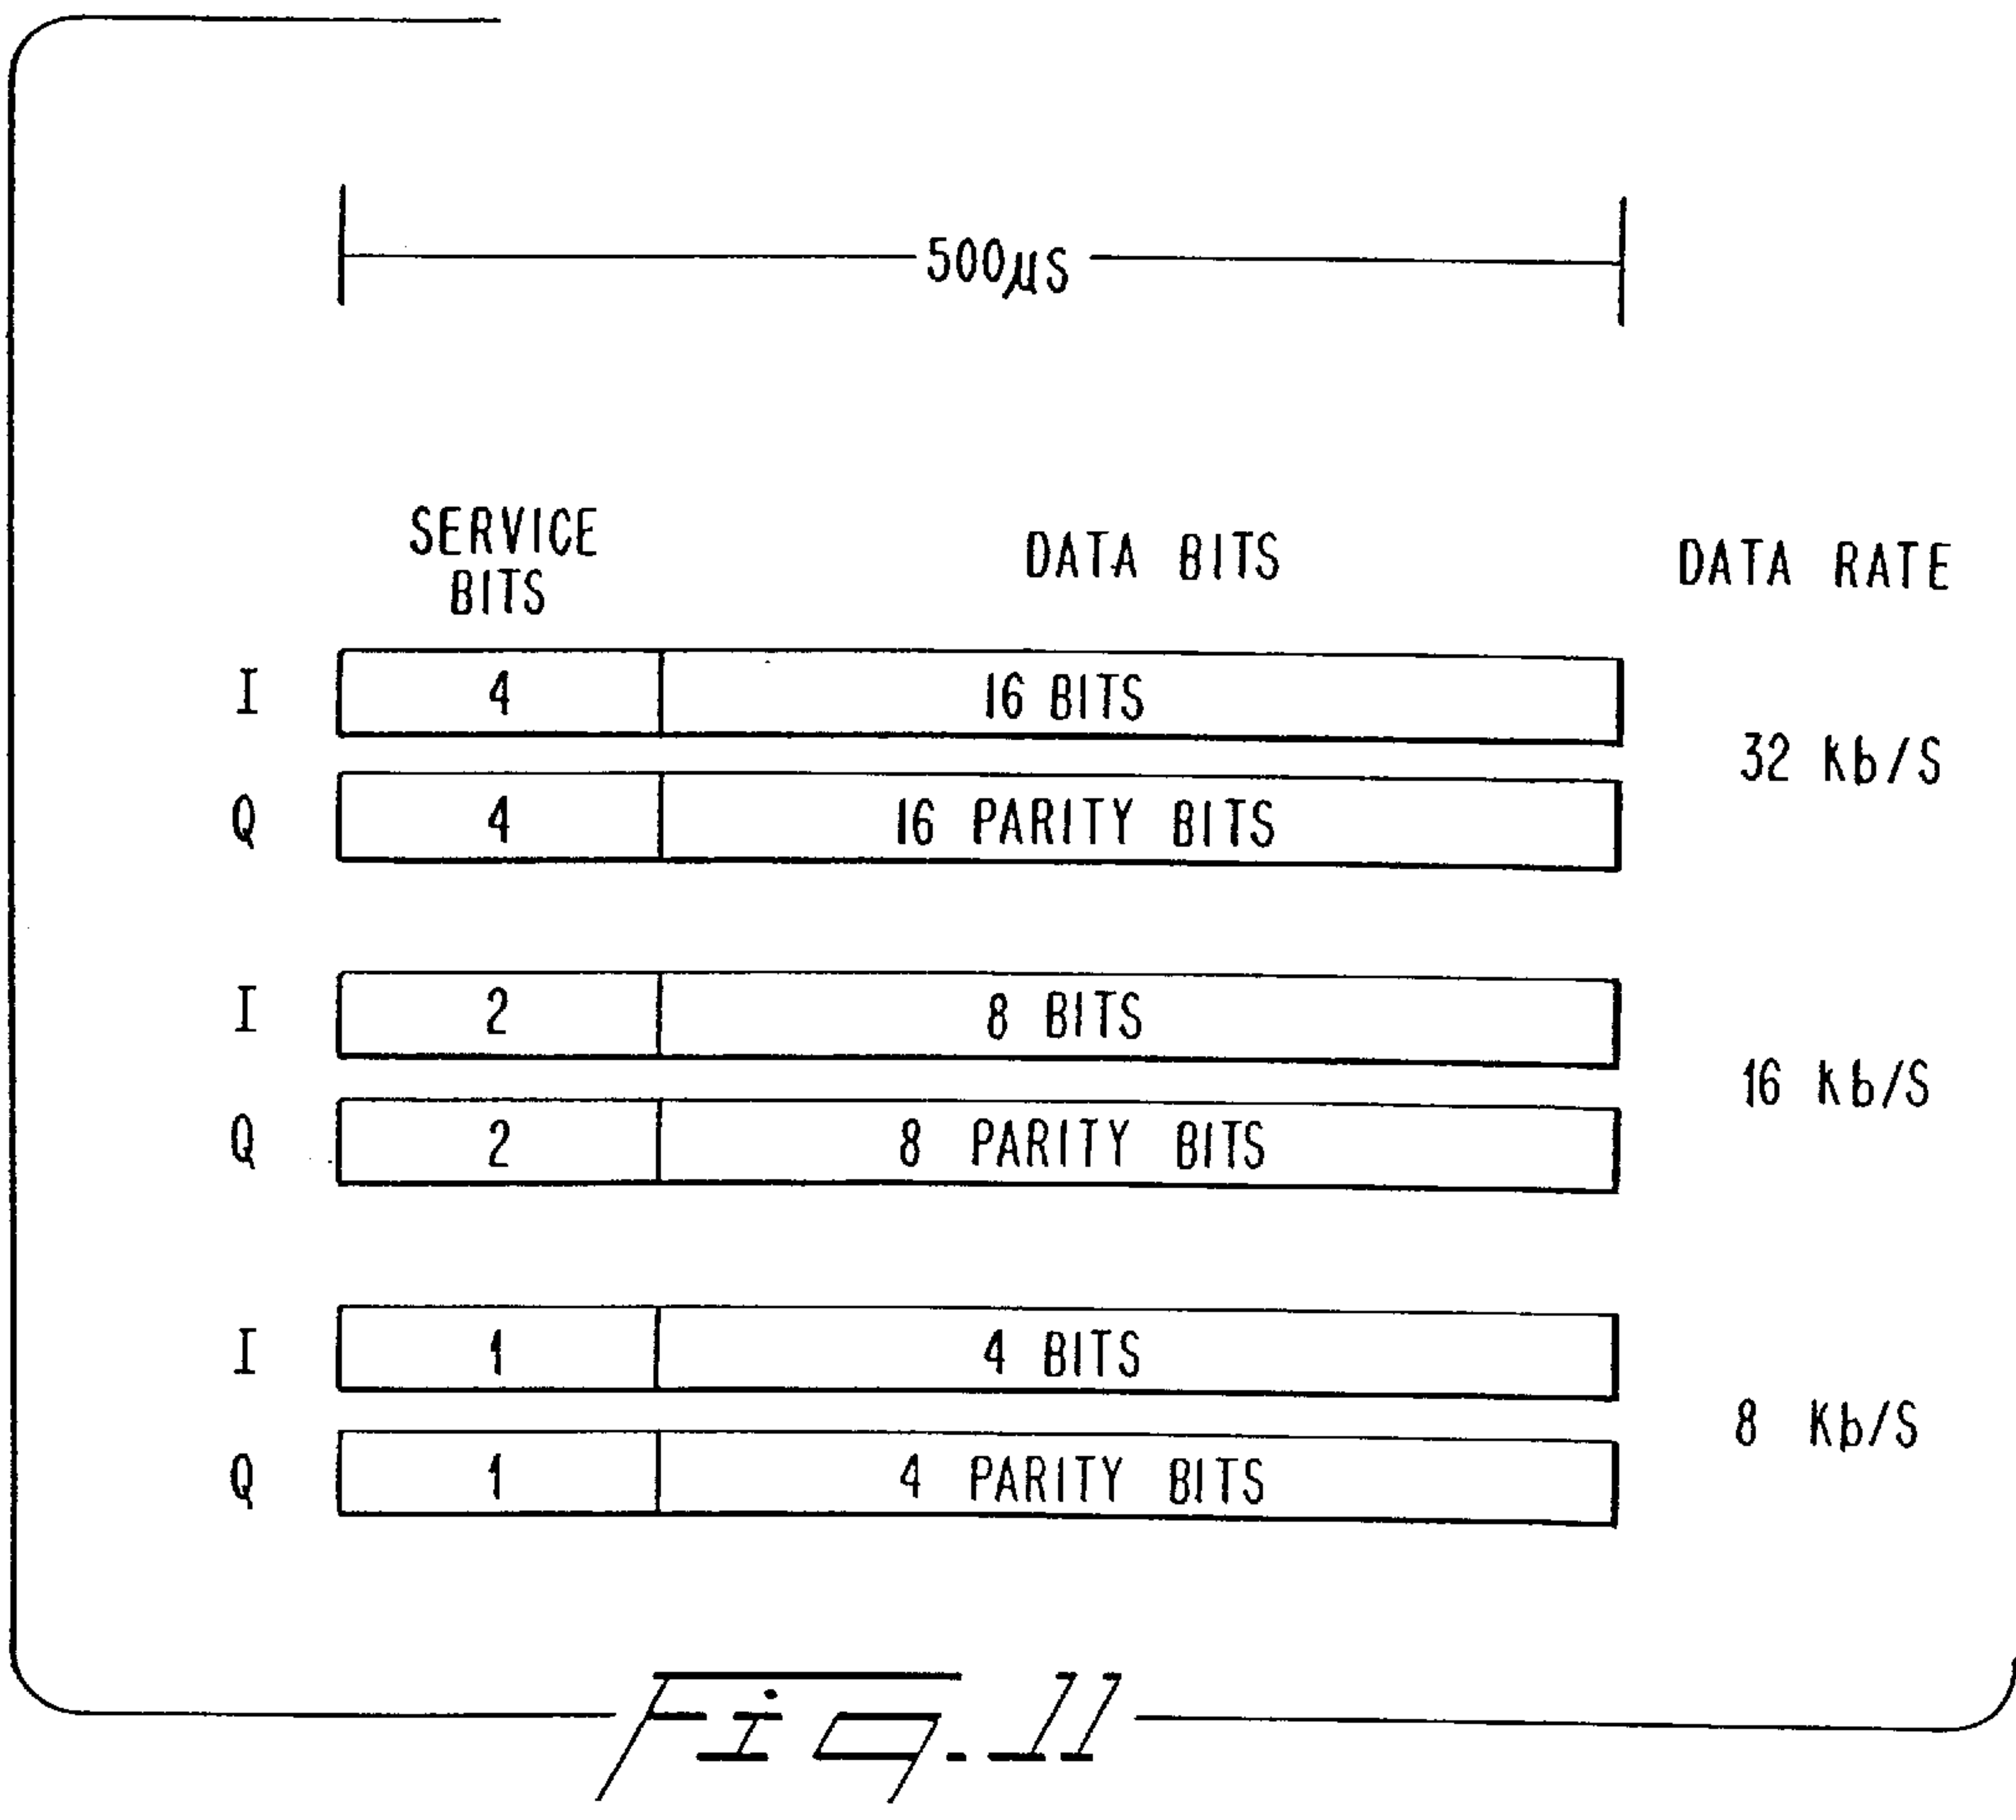 500µs
SERVICE
BITS
DATA BITS
DATA RATE
I 4 16 BITS
32 Kb/S
Q 4 16 PARITY BITS
I 2 8 BITS
16 Kb/S
Q 2 8 PARITY BITS
I 1 4 BITS
8 Kb/S
Q 1 4 PARITY BITS
Fig. 11